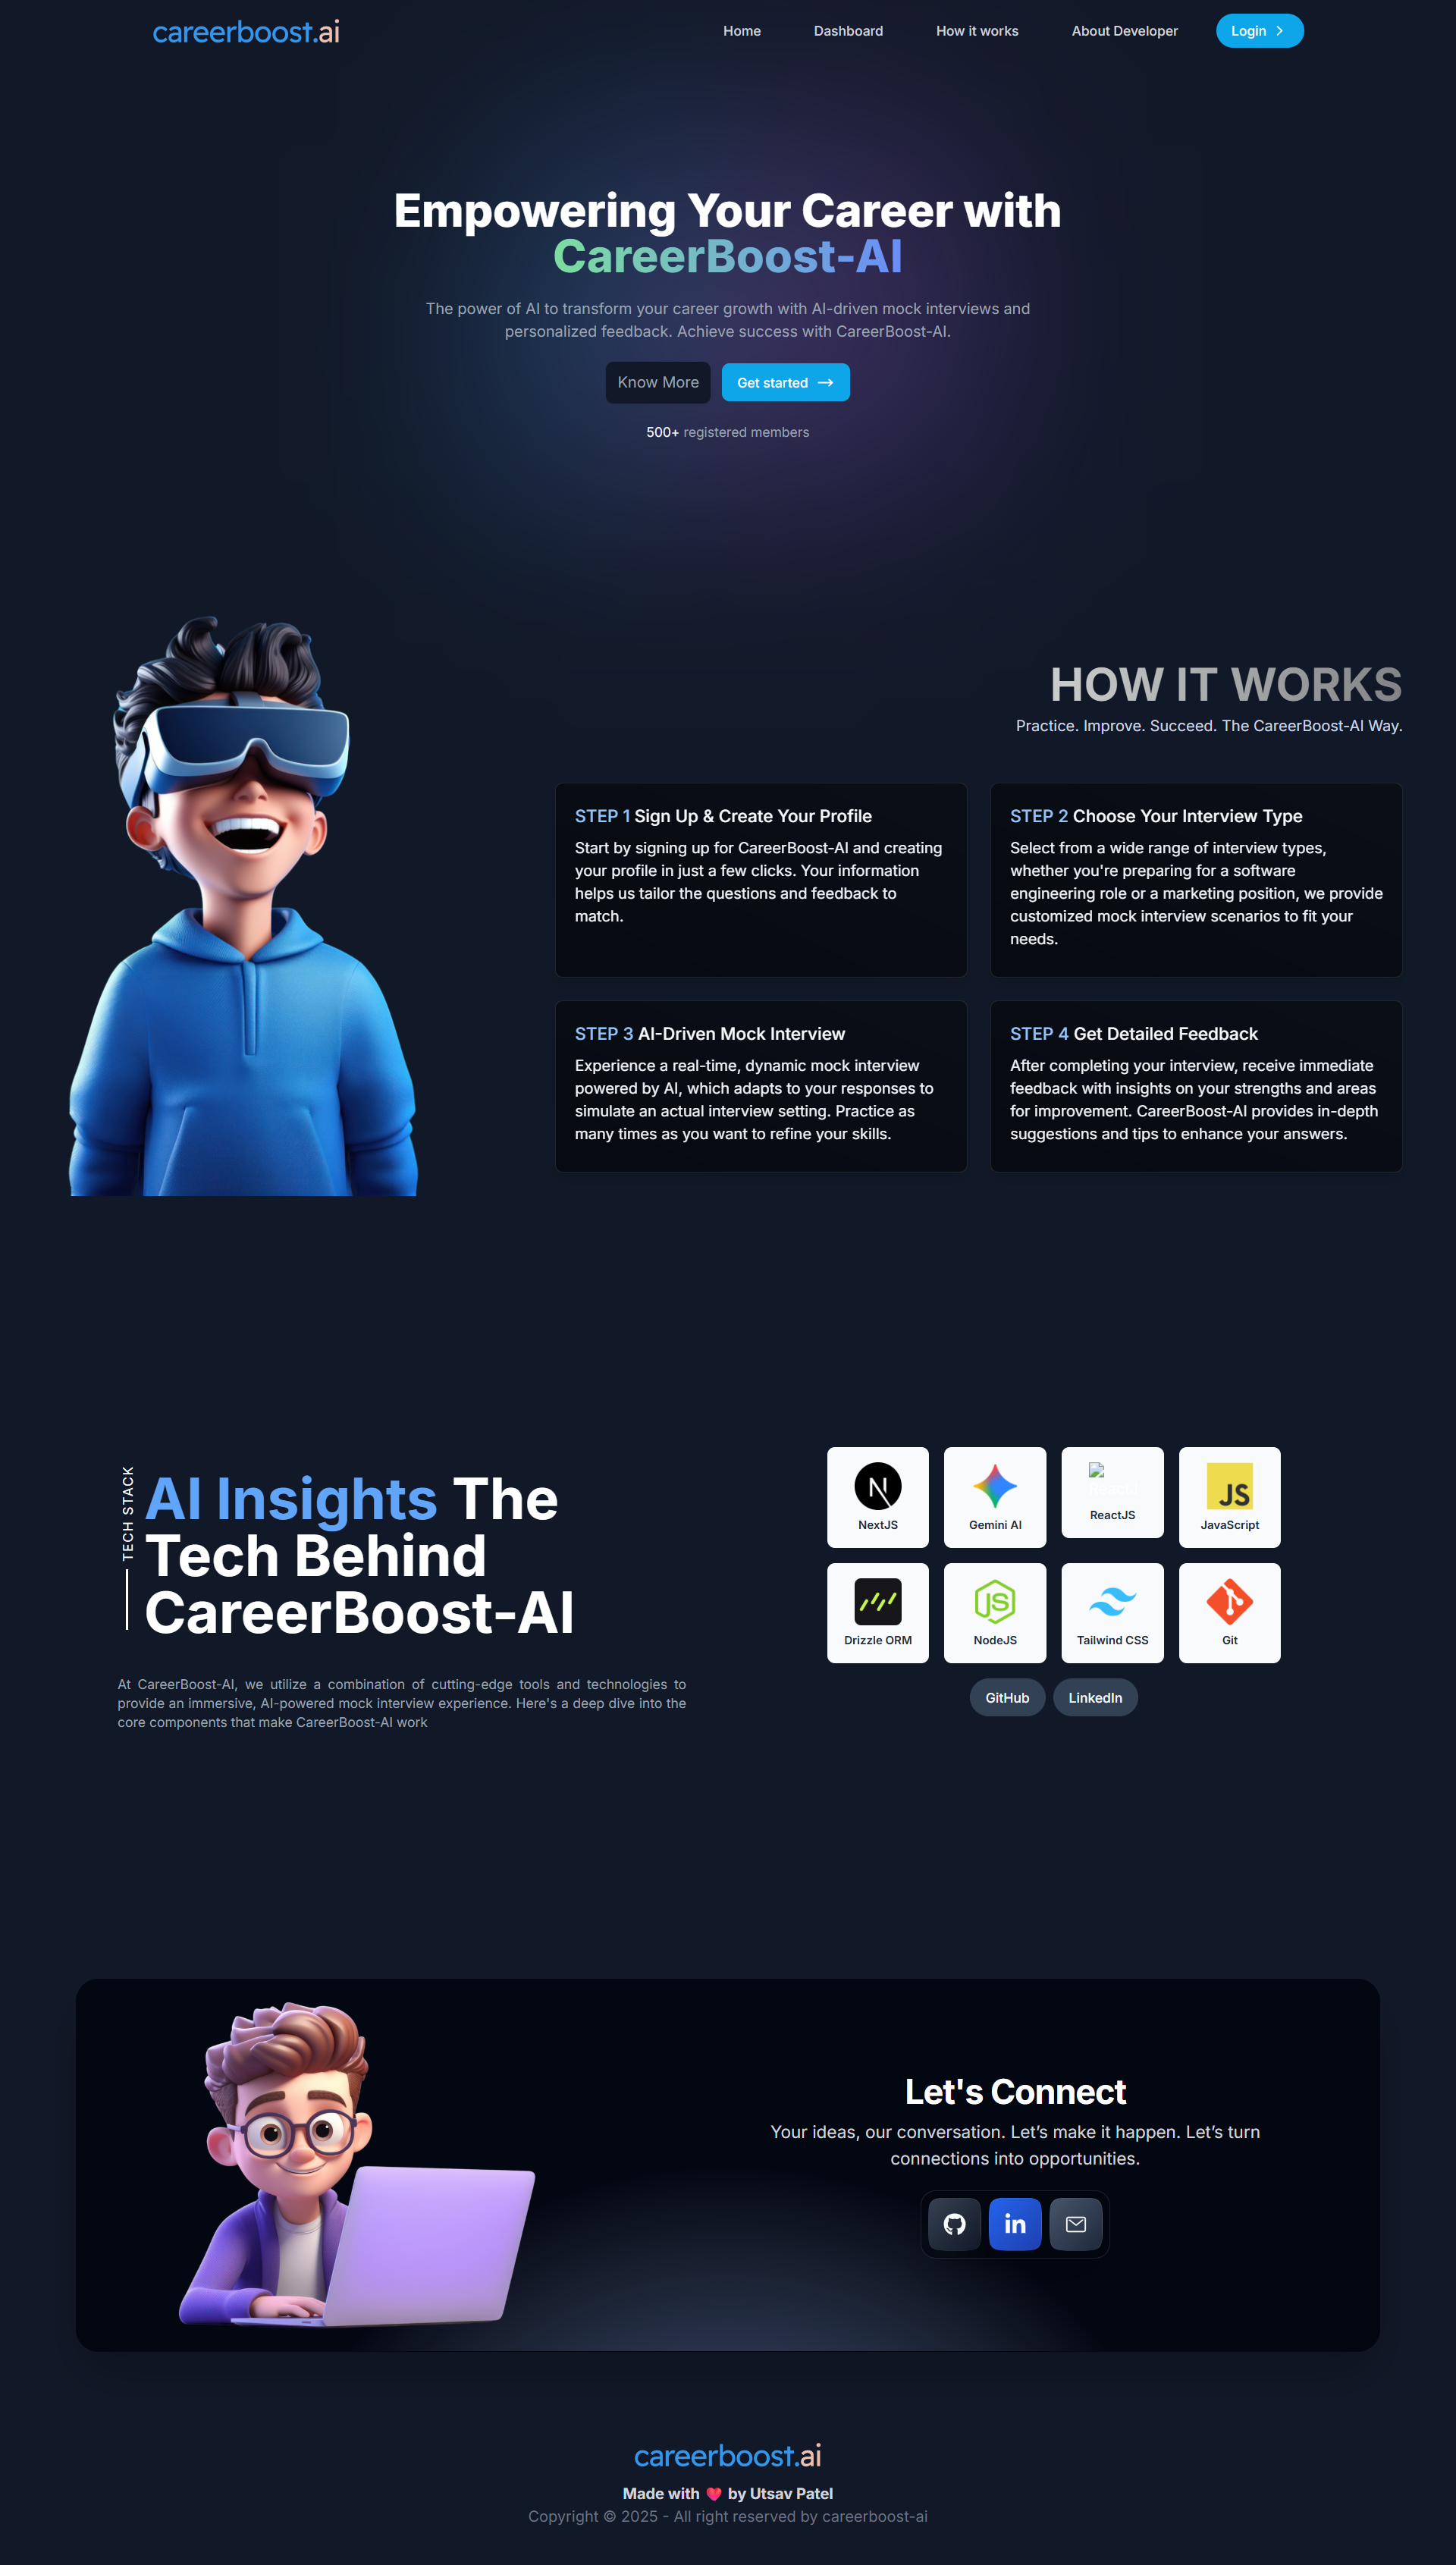 careerboost.ai
Home
Dashboard
How it works
About Developer
Login
Empowering Your Career with
CareerBoost-AI
The power of AI to transform your career growth with AI-driven mock interviews and
personalized feedback. Achieve success with CareerBoost-AI.
Know More
Get started
500+ registered members
HOW IT WORKS
Practice. Improve. Succeed. The CareerBoost-AI Way.
STEP 1 Sign Up & Create Your Profile
Start by signing up for CareerBoost-AI and creating
your profile in just a few clicks. Your information
helps us tailor the questions and feedback to
match.
STEP 2 Choose Your Interview Type
Select from a wide range of interview types,
whether you're preparing for a software
engineering role or a marketing position, we provide
customized mock interview scenarios to fit your
needs.
STEP 3 AI-Driven Mock Interview
Experience a real-time, dynamic mock interview
powered by AI, which adapts to your responses to
simulate an actual interview setting. Practice as
many times as you want to refine your skills.
STEP 4 Get Detailed Feedback
After completing your interview, receive immediate
feedback with insights on your strengths and areas
for improvement. CareerBoost-AI provides in-depth
suggestions and tips to enhance your answers.
TECH STACK
AI Insights The
Tech Behind
CareerBoost-AI
At CareerBoost-AI, we utilize a combination of cutting-edge tools and technologies to
provide an immersive, AI-powered mock interview experience. Here's a deep dive into the
core components that make CareerBoost-AI work
N
NextJS
Gemini AI
ReactJS
JS
JavaScript
Drizzle ORM
JS
NodeJS
Tailwind CSS
Git
GitHub
LinkedIn
Let's Connect
Your ideas, our conversation. Let’s make it happen. Let’s turn
connections into opportunities.
in
careerboost.ai
Made with by Utsav Patel
Copyright © 2025 - All right reserved by careerboost-ai